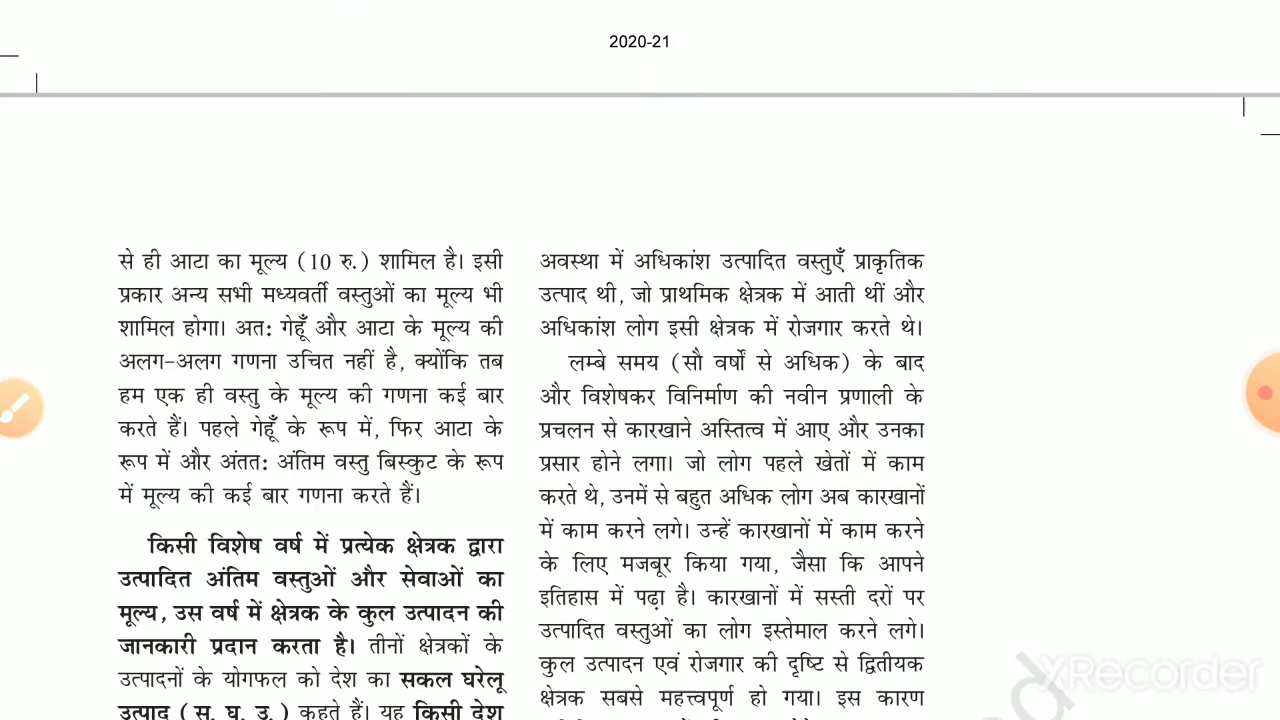 2020-21
से ही आटा का मूल्य (10 रु.) शामिल है। इसी
प्रकार अन्य सभी मध्यवर्ती वस्तुओं का मूल्य भी
शामिल होगा। अत: गेहूँ और आटा के मूल्य की
अलग-अलग गणना उचित नहीं है, क्योंकि तब
हम एक ही वस्तु के मूल्य की गणना कई बार
करते हैं। पहले गेहूँ के रूप में, फिर आटा के
रूप में और अंतत: अंतिम वस्तु बिस्कुट के रूप
में मूल्य की कई बार गणना करते हैं।
किसी विशेष वर्ष में प्रत्येक क्षेत्रक द्वारा
उत्पादित अंतिम वस्तुओं और सेवाओं का
मूल्य, उस वर्ष में क्षेत्रक के कुल उत्पादन की
जानकारी प्रदान करता है। तीनों क्षेत्रकों के
उत्पादनों के योगफल को देश का सकल घरेलू
उत्पाद (स. घ. उ.) कहते हैं। यह किसी देश
अवस्था में अधिकांश उत्पादित वस्तुएँ प्राकृतिक
उत्पाद थी, जो प्राथमिक क्षेत्रक में आती थीं और
अधिकांश लोग इसी क्षेत्रक में रोजगार करते थे।
लम्बे समय (सौ वर्षों से अधिक) के बाद
और विशेषकर विनिर्माण की नवीन प्रणाली के
प्रचलन से कारखाने अस्तित्व में आए और उनका
प्रसार होने लगा। जो लोग पहले खेतों में काम
करते थे, उनमें से बहुत अधिक लोग अब कारखानों
में काम करने लगे। उन्हें कारखानों में काम करने
के लिए मजबूर किया गया, जैसा कि आपने
इतिहास में पढ़ा है। कारखानों में सस्ती दरों पर
उत्पादित वस्तुओं का लोग इस्तेमाल करने लगे।
कुल उत्पादन एवं रोजगार की दृष्टि से द्वितीयक
क्षेत्रक सबसे महत्त्वपूर्ण हो गया। इस कारण
XRecorder